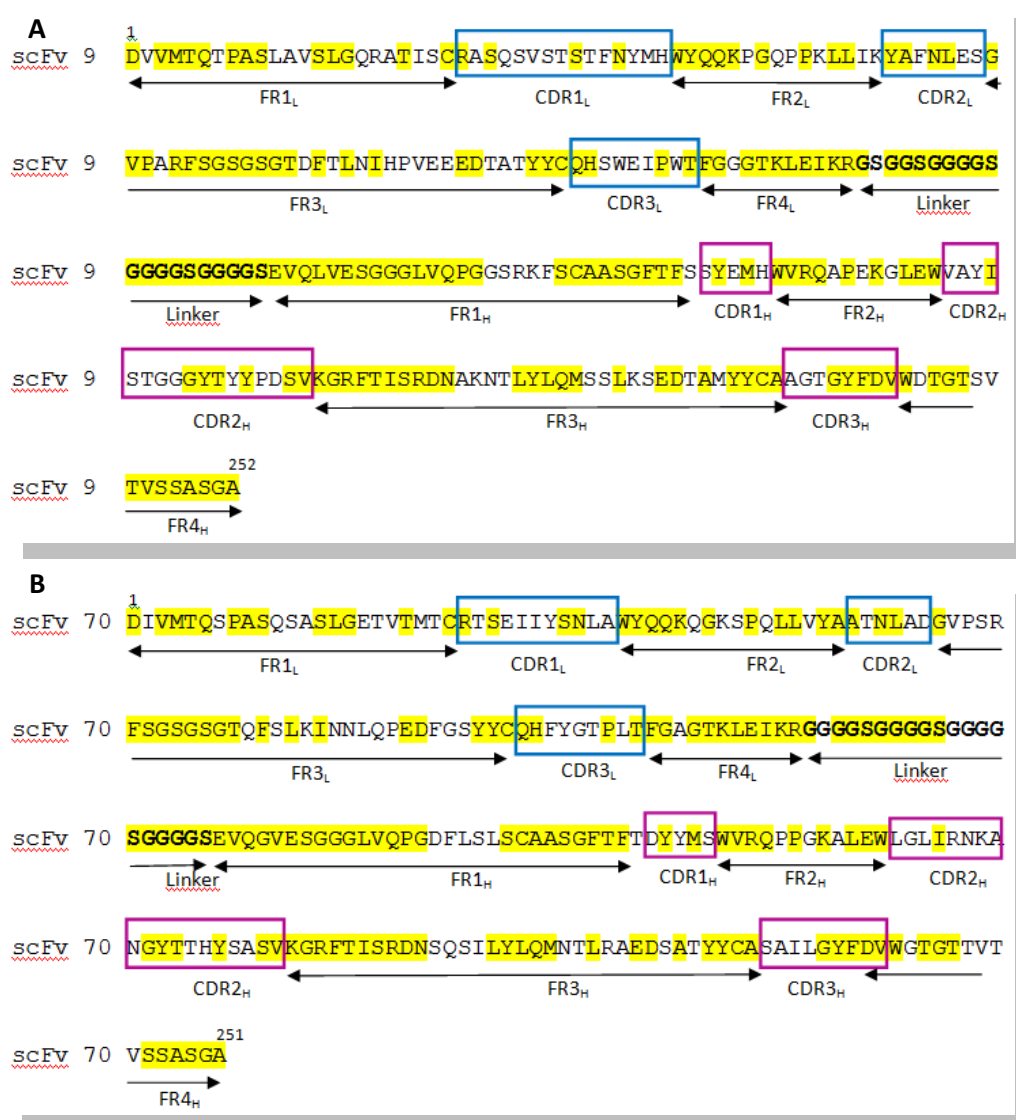 A
1
scFv 9 DVVMTQTPASLAVSLGQRATISCRASQSVSTSTFNYMHWYQQKPGQPPKLLIKYAFNLESG
FR1L CDR1L FR2L CDR2L
scFv 9 VPARFSGSGSGTDFTLNIHPVEEEDTATYYCQHSWEIPWTFGGGTKLEIKRGSGGSGGGGS
FR3L CDR3L FR4L Linker
scFv 9 GGGGSGGGGSEVQLVESGGGLVQPGGSRKFSCAASGFTFSSYEMHWVRQAPEKGLEWVAYI
Linker FR1H CDR1H FR2H CDR2H
scFv 9 STGGGYTYYPDSVKGRFTISRDNAKNTLYLQMSSLKSEDTAMYYCAAGTGYFDVWDTGTSV
CDR2H FR3H CDR3H
252
scFv 9 TVSSASGA
FR4H
B
1
scFv 70 DIVMTQSPASQSASLGETVTMTCRTSEIIYSNLAWYQQKQGKSPQLLVYAATNLADGVPSR
FR1L CDR1L FR2L CDR2L
scFv 70 FSGSGSGTQFSLKINNLQPEDFGSYYCQHFYGTPLTFGAGTKLEIKRGGGGSGGGGSGGGG
FR3L CDR3L FR4L Linker
scFv 70 SGGGGSEVQGVESGGGLVQPGDFLSLSCAASGFTFTDYYMSWVRQPPGKALEWLGLIRNKA
Linker FR1H CDR1H FR2H CDR2H
scFv 70 NGYTTHYSASVKGRFTISRDNSQSILYLQMNTLRAEDSATYYCASAILGYFDVWGTGTTVT
CDR2H FR3H CDR3H
251
scFv 70 VSSASGA
FR4H